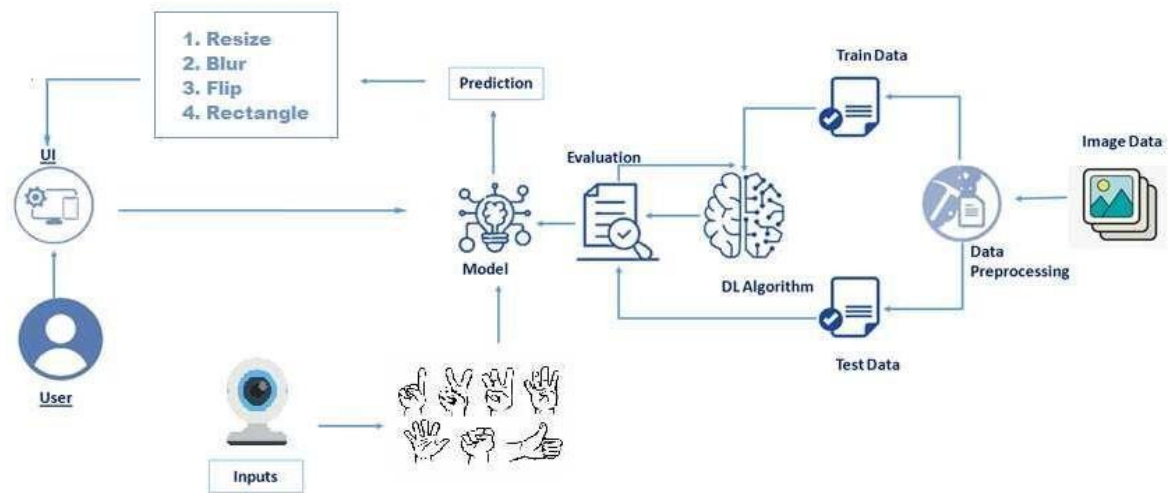 1. Resize
2. Blur
3. Flip
4. Rectangle
Prediction
Train Data
Image Data
UI
Evaluation
Model
DL Algorithm
Data
Preprocessing
Test Data
User
Inputs